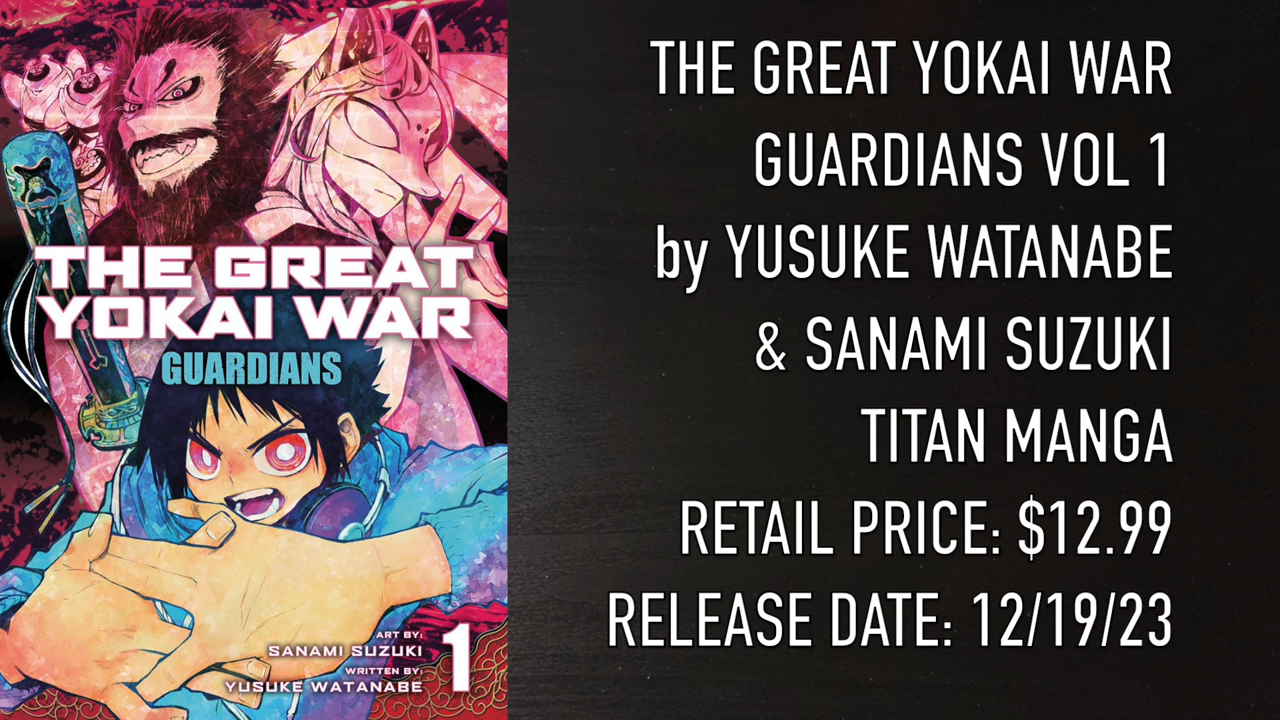 THE GREAT
YOKAI WAR
GUARDIANS
ART BY:
SANAMI SUZUKI
WRITTEN BY:
YUSUKE WATANABE
1
THE GREAT YOKAI WAR
GUARDIANS VOL 1
by YUSUKE WATANABE
& SANAMI SUZUKI
TITAN MANGA
RETAIL PRICE: $12.99
RELEASE DATE: 12/19/23